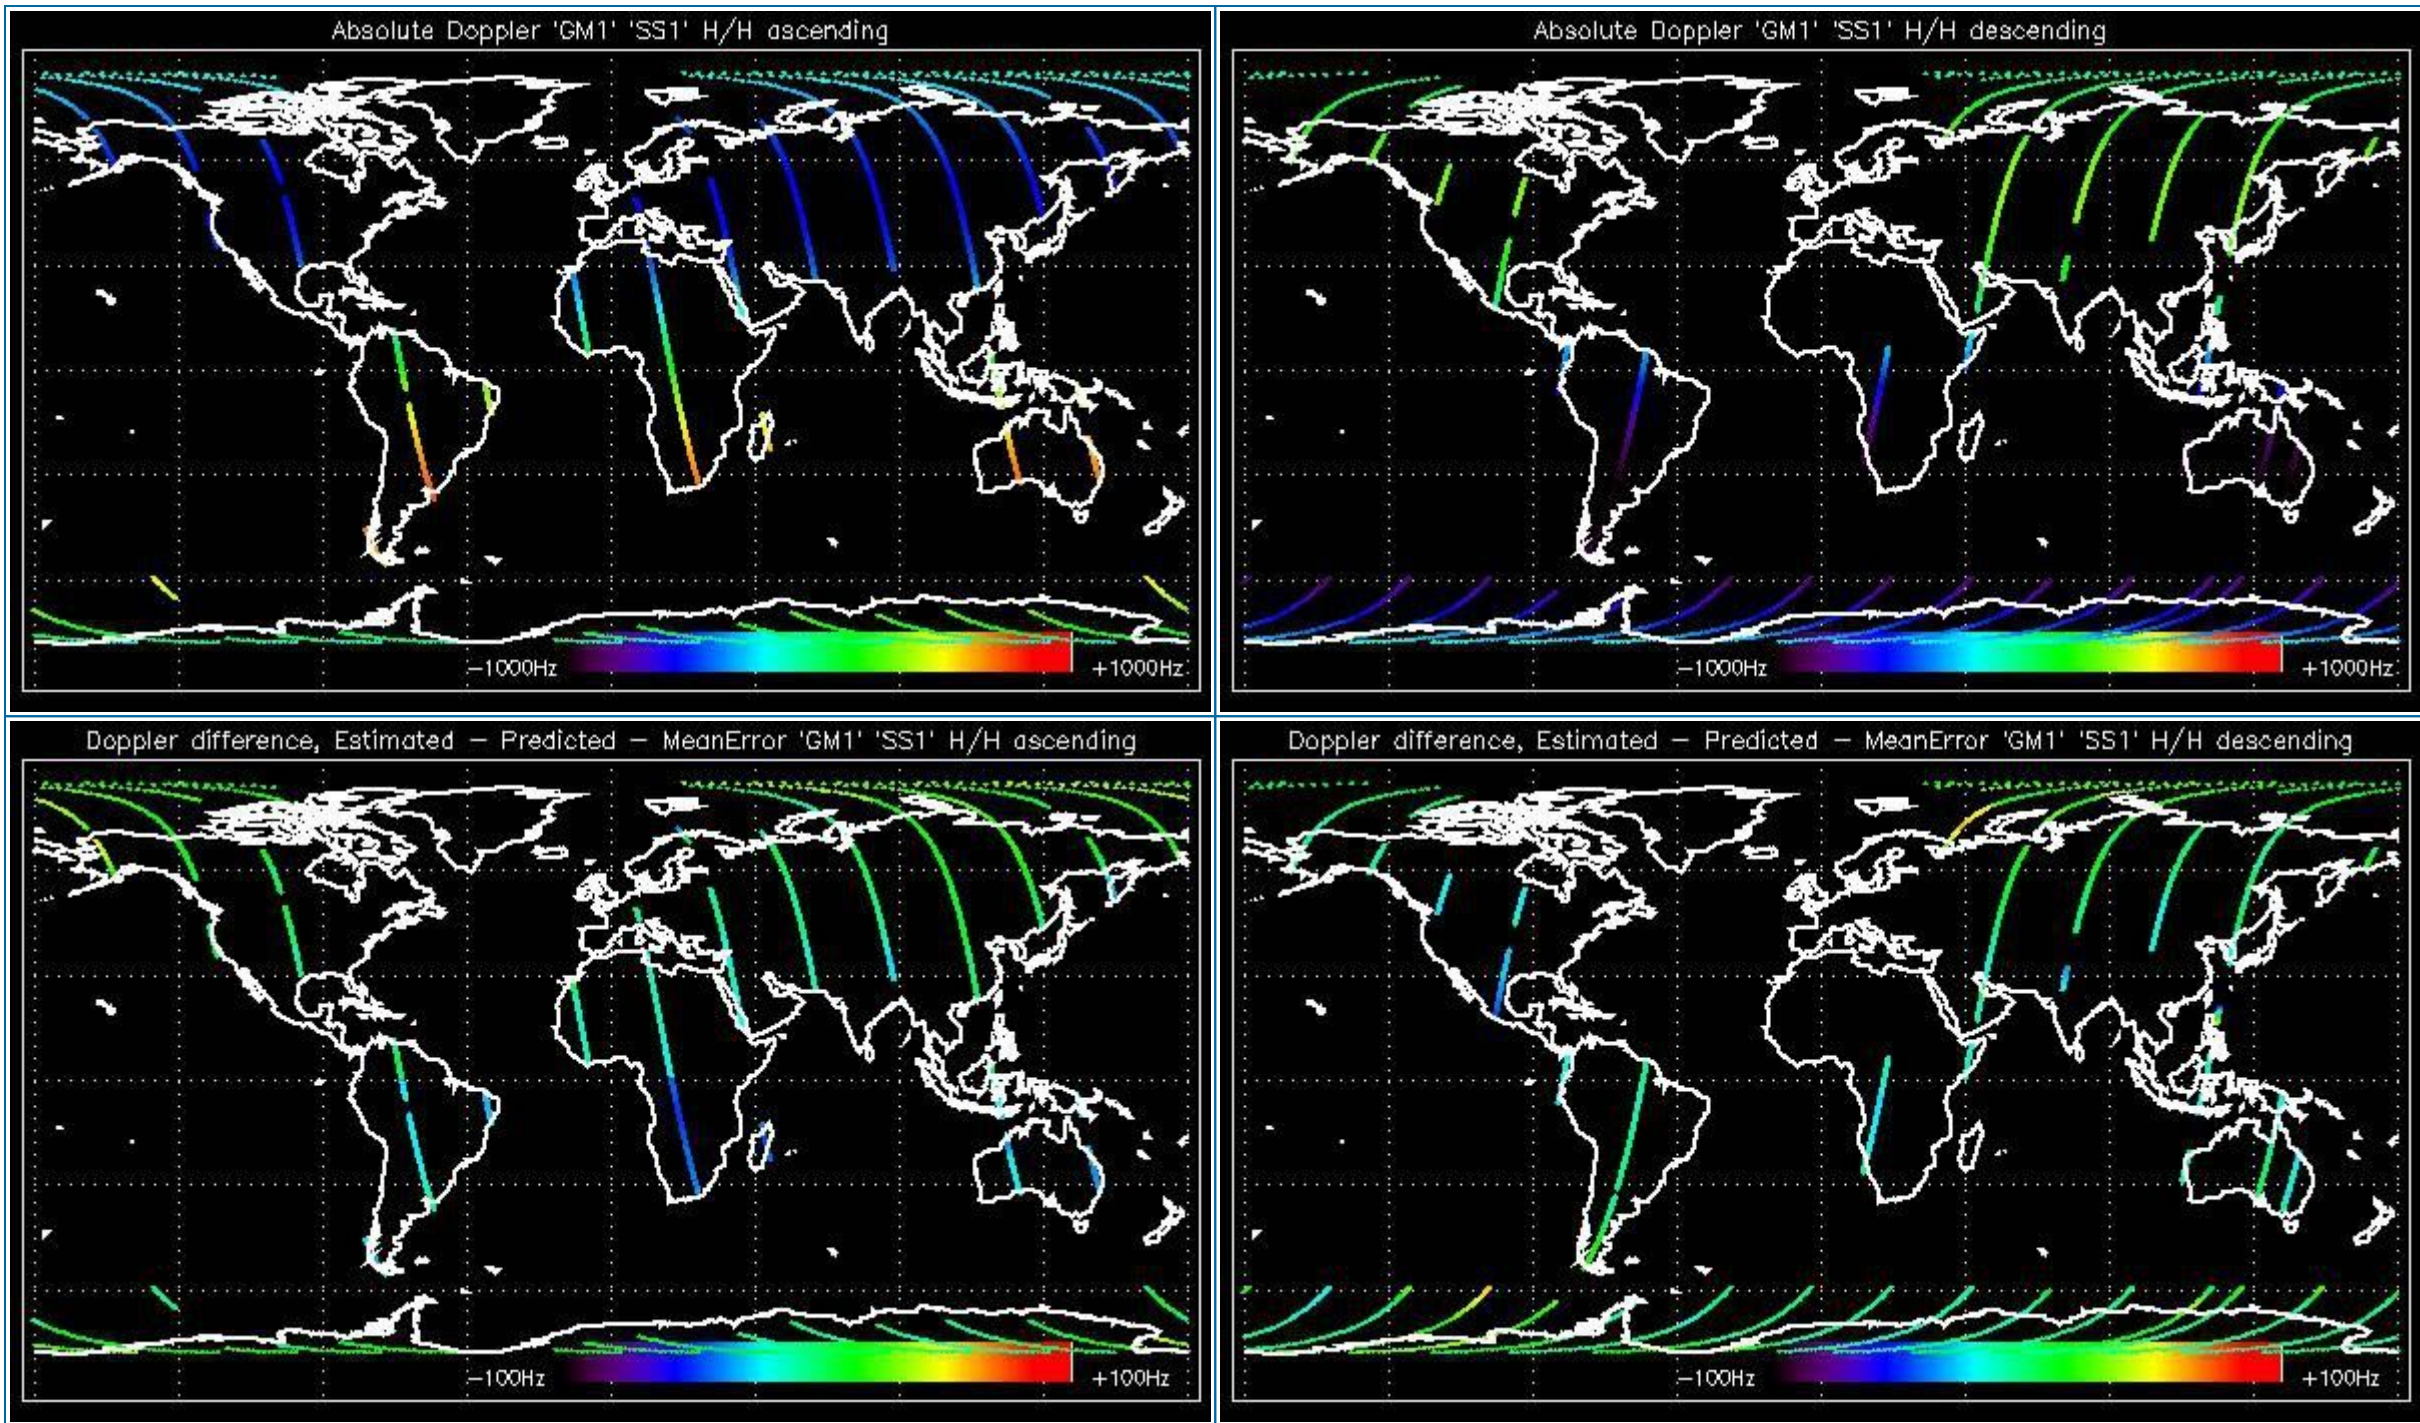 Absolute Doppler 'GM1' 'SS1' H/H ascending
-1000Hz
+1000Hz
Absolute Doppler 'GM1' 'SS1' H/H descending
-1000Hz
+1000Hz
Doppler difference, Estimated - Predicted - MeanError 'GM1' 'SS1' H/H ascending
-100Hz
+100Hz
Doppler difference, Estimated - Predicted - MeanError 'GM1' 'SS1' H/H descending
-100Hz
+100Hz